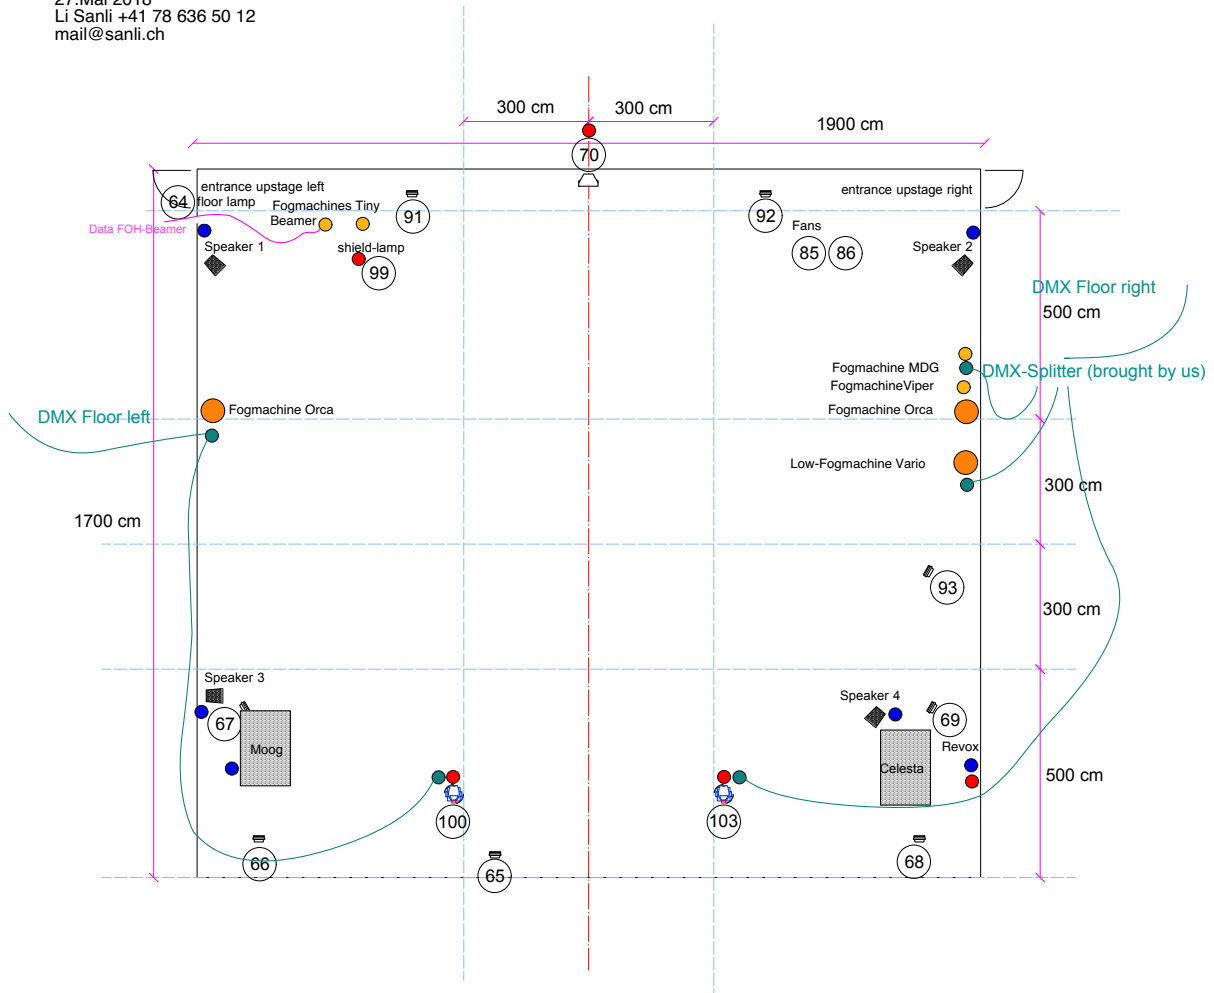 27.Mai 2018
Li Sanli +41 78 636 50 12
mail@sanli.ch
300 cm
300 cm
1900 cm
70
64
entrance upstage left
floor lamp
Fogmachines Tiny
Beamer
91
92
entrance upstage right
Data FOH-Beamer
Speaker 1
shield-lamp
99
Fans
85
86
Speaker 2
DMX Floor right
500 cm
Fogmachine MDG
DMX-Splitter (brought by us)
FogmachineViper
DMX Floor left
Fogmachine Orca
Fogmachine Orca
Low-Fogmachine Vario
300 cm
1700 cm
93
300 cm
Speaker 3
67
Moog
Speaker 4
69
Revox
Celesta
500 cm
100
103
66
65
68